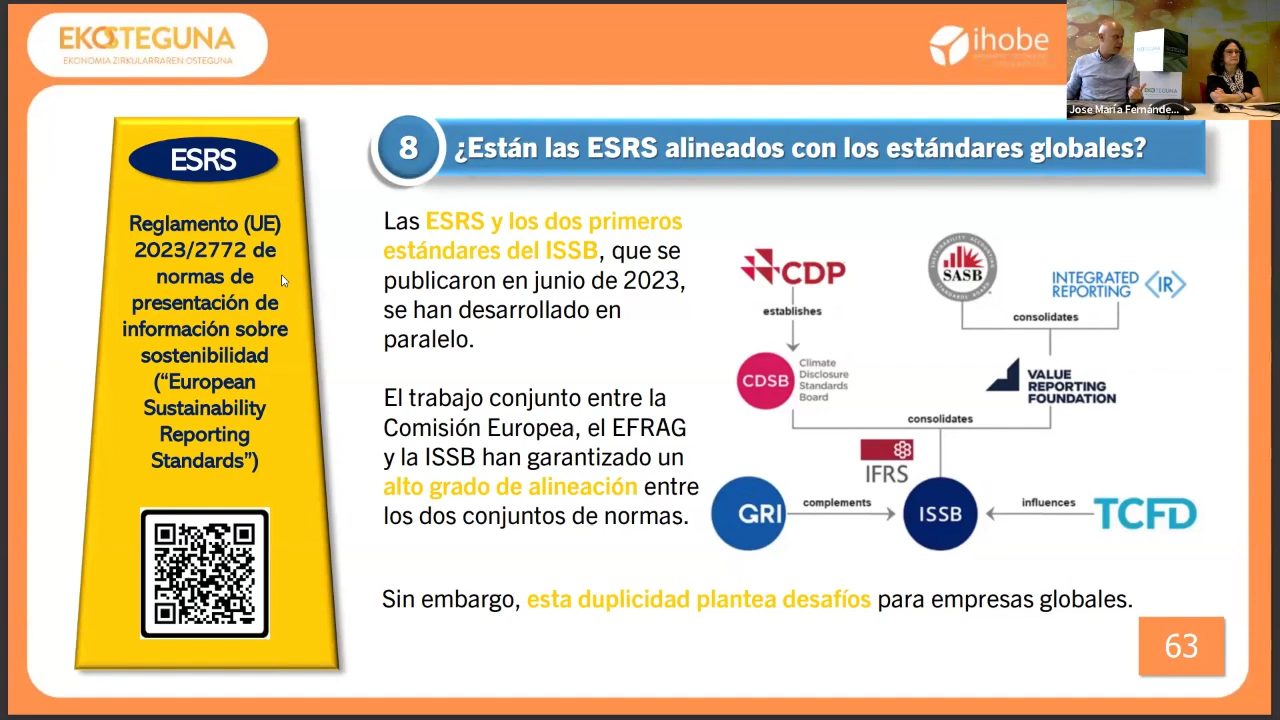 EKOSTEGUNA
EKONOMIA ZIRKULARRAREN OSTEGUNA
ihobe
Jose María Fernánde...
ESRS
Reglamento (UE)
2023/2772 de
normas de
presentación de
información sobre
sostenibilidad
(“European
Sustainability
Reporting
Standards”)
8
¿Están las ESRS alineados con los estándares globales?
Las ESRS y los dos primeros
estándares del ISSB, que se
publicaron en junio de 2023,
se han desarrollado en
paralelo.
El trabajo conjunto entre la
Comisión Europea, el EFRAG
y la ISSB han garantizado un
alto grado de alineación entre
los dos conjuntos de normas.
CDP
establishes
CDSB
Climate
Disclosure
Standards
Board
SUSTAINABILITY ACCOUNTING
SASB
STANDARDS BOARD
INTEGRATED
REPORTING
<IR>
consolidates
VALUE
REPORTING
FOUNDATION
consolidates
IFRS
GRI
complements
ISSB
influences
TCFD
Sin embargo, esta duplicidad plantea desafíos para empresas globales.
63